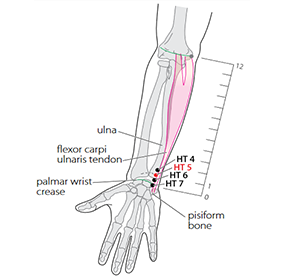 12
ulna
flexor carpi
ulnaris tendon
HT 4
HT 5
palmar wrist
crease
HT 6
HT 7
1
0
pisiform
bone